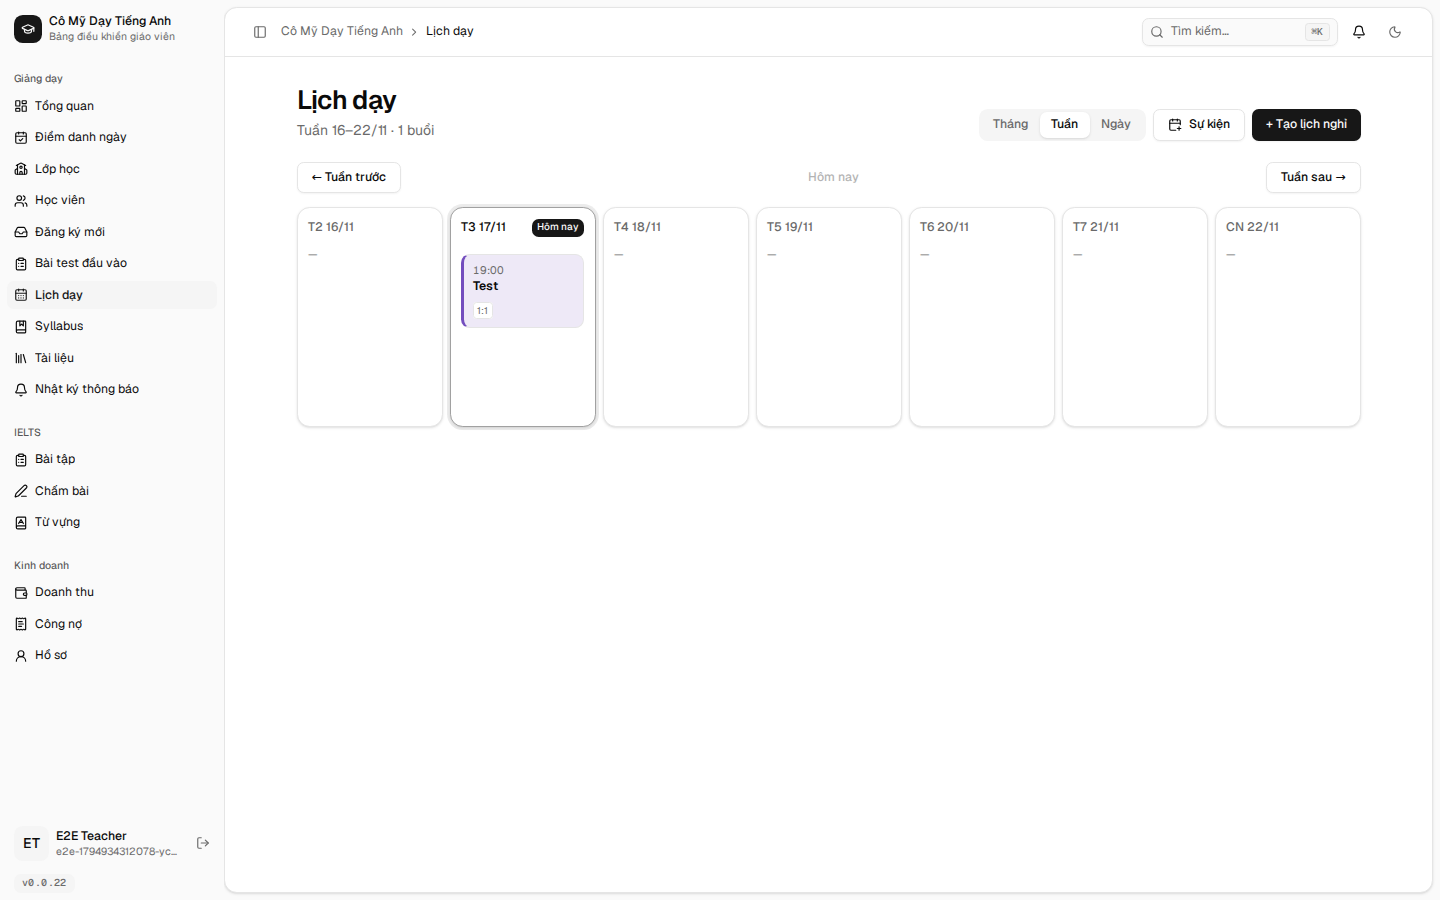 Cô Mỹ Dạy Tiếng Anh
Bảng điều khiển giáo viên
Giảng dạy
Tổng quan
Điểm danh ngày
Lớp học
Học viên
Đăng ký mới
Bài test đầu vào
Lịch dạy
Syllabus
Tài liệu
Nhật ký thông báo
IELTS
Bài tập
Chấm bài
Từ vựng
Kinh doanh
Doanh thu
Công nợ
Hồ sơ
ET
E2E Teacher
e2e-1794934312078-yc...
v0.0.22
Cô Mỹ Dạy Tiếng Anh > Lịch dạy
Tìm kiếm...
⌘K
Lịch dạy
Tuần 16–22/11 · 1 buổi
Tháng
Tuần
Ngày
Sự kiện
+ Tạo lịch nghỉ
← Tuần trước
Hôm nay
Tuần sau →
T2 16/11
—
T3 17/11
Hôm nay
19:00
Test
1:1
T4 18/11
—
T5 19/11
—
T6 20/11
—
T7 21/11
—
CN 22/11
—